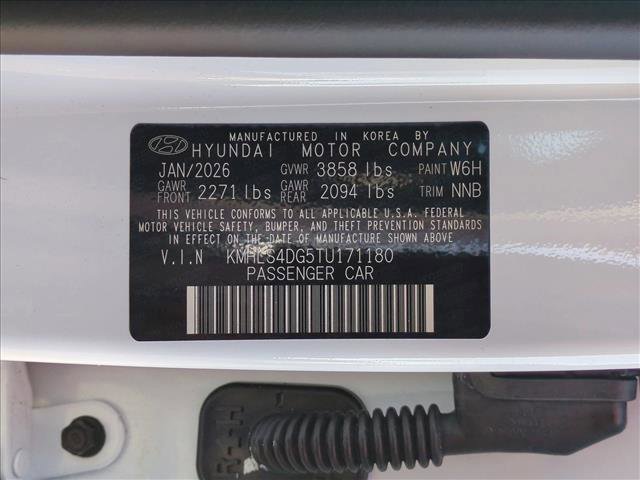 MANUFACTURED IN KOREA BY
HYUNDAI MOTOR COMPANY
JAN/2026 GVWR 3858 lbs PAINT W6H
GAWR FRONT 2271 lbs GAWR REAR 2094 lbs TRIM NNB
THIS VEHICLE CONFORMS TO ALL APPLICABLE U.S.A. FEDERAL
MOTOR VEHICLE SAFETY, BUMPER, AND THEFT PREVENTION
STANDARDS IN EFFECT ON THE DATE OF MANUFACTURE SHOWN ABOVE.
V.I.N KMHLS4DG5TU171180
PASSENGER CAR